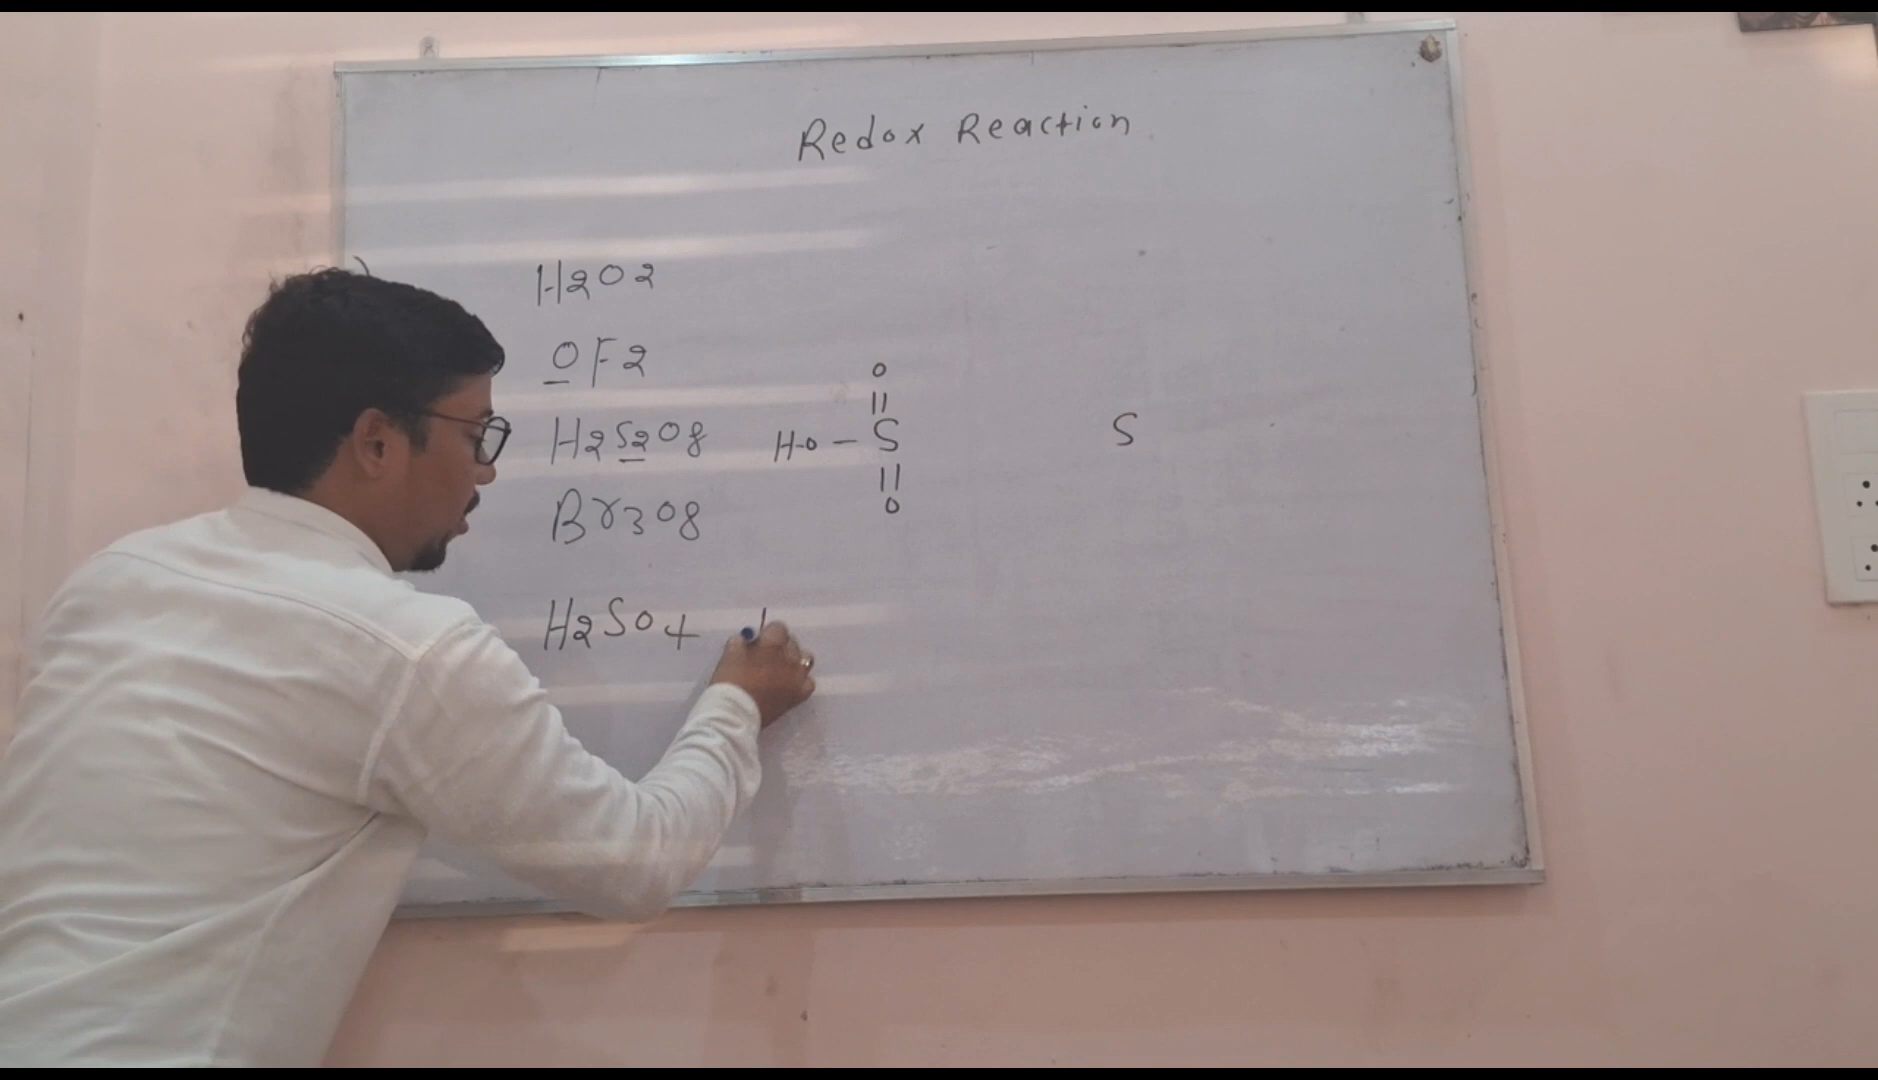 Redox Reaction
H2O2
OF2
O
||
H2S2O8 H-O - S S
||
O
Br3O8
H2SO4